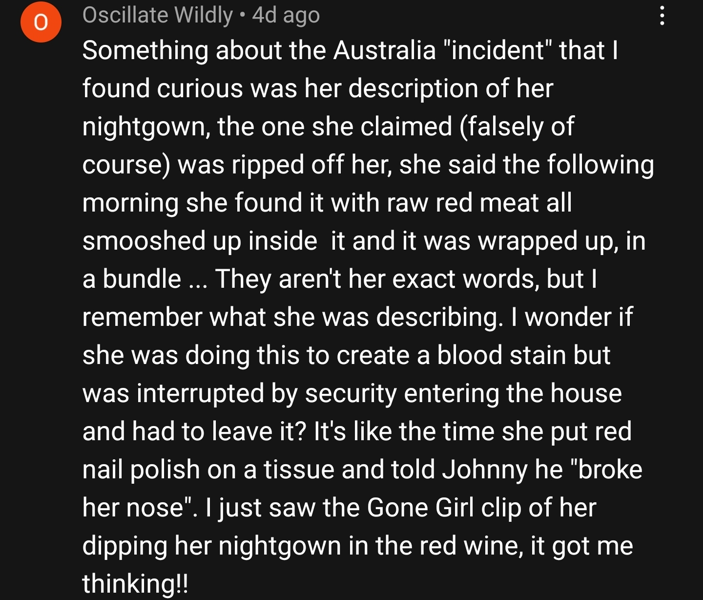 O
Oscillate Wildly • 4d ago
Something about the Australia "incident" that I
found curious was her description of her
nightgown, the one she claimed (falsely of
course) was ripped off her, she said the following
morning she found it with raw red meat all
smooshed up inside  it and it was wrapped up, in
a bundle ... They aren't her exact words, but I
remember what she was describing. I wonder if
she was doing this to create a blood stain but
was interrupted by security entering the house
and had to leave it? It's like the time she put red
nail polish on a tissue and told Johnny he "broke
her nose". I just saw the Gone Girl clip of her
dipping her nightgown in the red wine, it got me
thinking!!